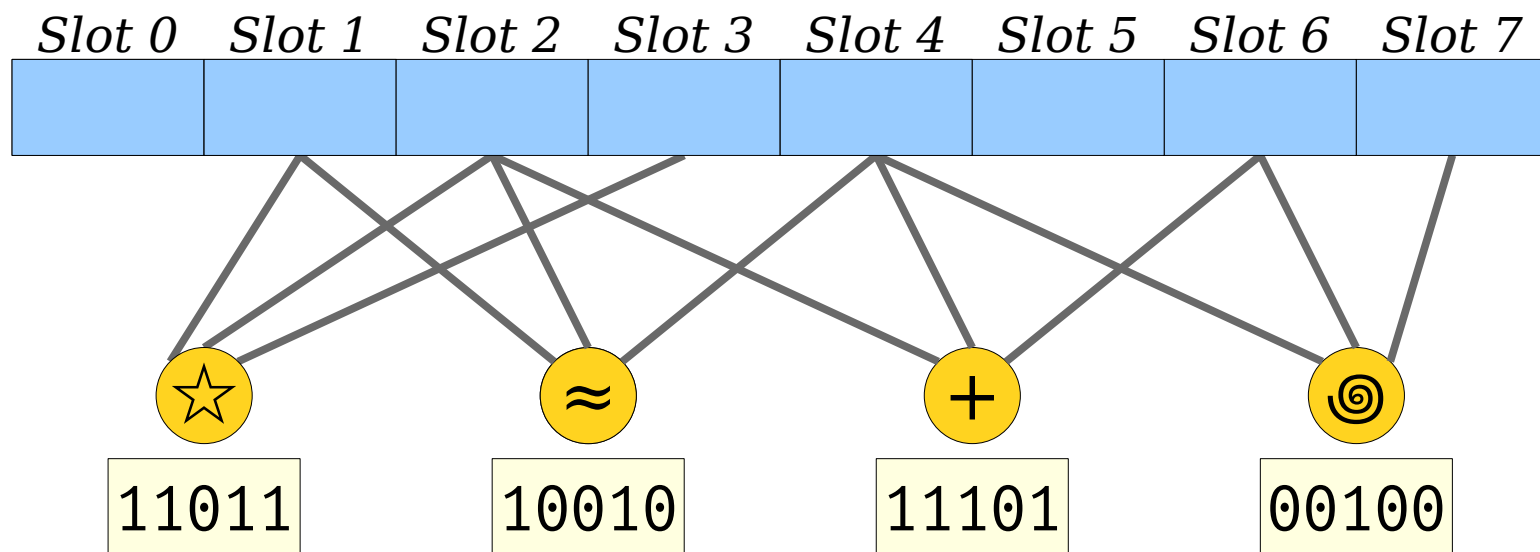 Slot 0 Slot 1 Slot 2 Slot 3 Slot 4 Slot 5 Slot 6 Slot 7
☆ ≈ + 🌀
11011 10010 11101 00100